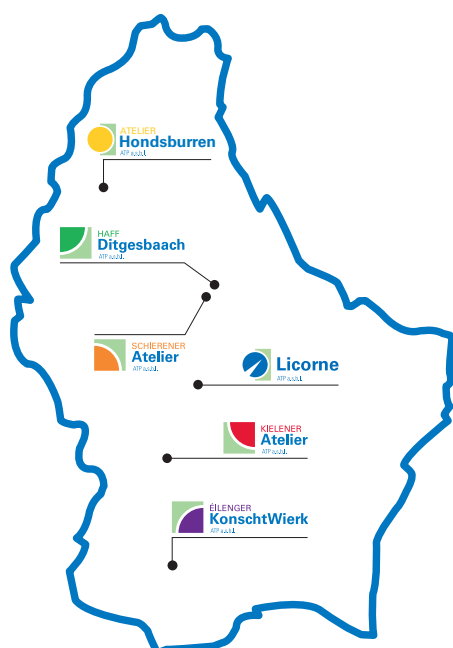 ATELIER
Hondsburren
ATP a.s.b.l.
HAFF
Ditgesbaach
ATP a.s.b.l.
SCHIERENER
Atelier
ATP a.s.b.l.
Licorne
ATP a.s.b.l.
KIELENER
Atelier
ATP a.s.b.l.
EILENGER
KonschtWierk
ATP a.s.b.l.